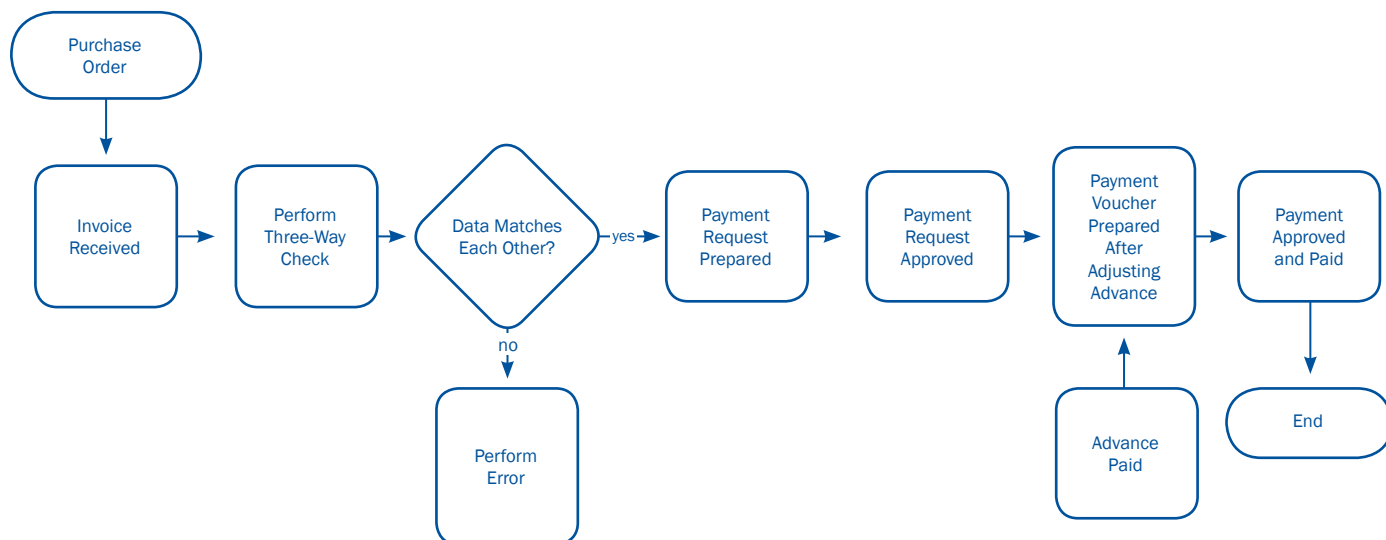 Purchase
Order
Invoice
Received
Perform
Three-Way
Check
Data Matches
Each Other?
yes
no
Payment
Request
Prepared
Payment
Request
Approved
Payment
Voucher
Prepared
After
Adjusting
Advance
Payment
Approved
and Paid
Perform
Error
Advance
Paid
End